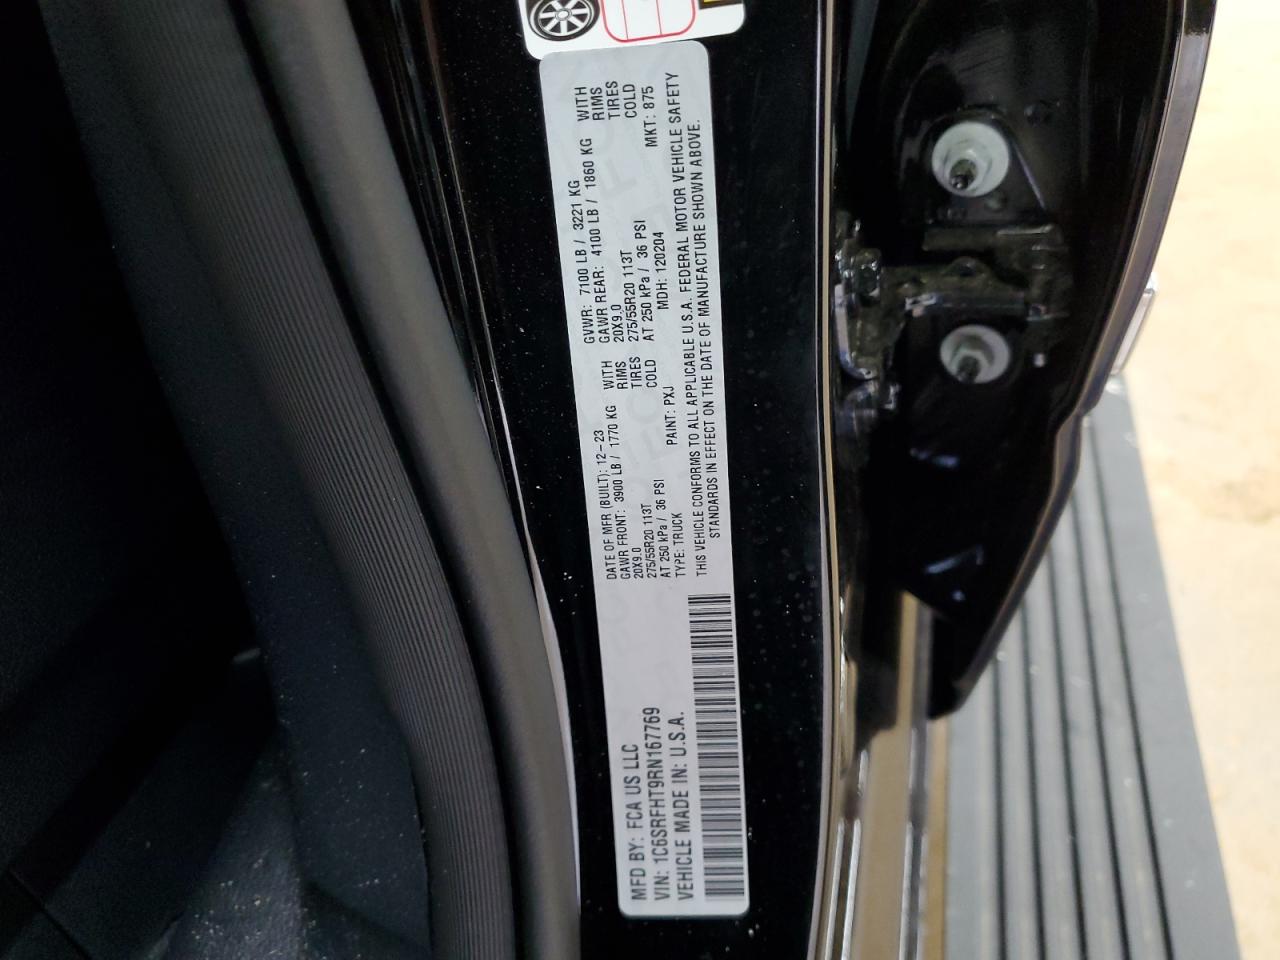 MFD BY: FCA US LLC
VIN: 1C6SRFHT9RN167769
VEHICLE MADE IN: U.S.A.
DATE OF MFR (BUILT): 12-23 GVWR: 7100 LB / 3221 KG
GAWR FRONT: 3900 LB / 1770 KG WITH GAWR REAR: 4100 LB / 1860 KG WITH
20X9.0 RIMS 20X9.0 RIMS
275/55R20 113T TIRES 275/55R20 113T TIRES
AT 250 kPa / 36 PSI COLD AT 250 kPa / 36 PSI COLD
TYPE: TRUCK PAINT: PXJ MDH: 120204 MKT: 875
THIS VEHICLE CONFORMS TO ALL APPLICABLE U.S.A. FEDERAL MOTOR VEHICLE SAFETY
STANDARDS IN EFFECT ON THE DATE OF MANUFACTURE SHOWN ABOVE.